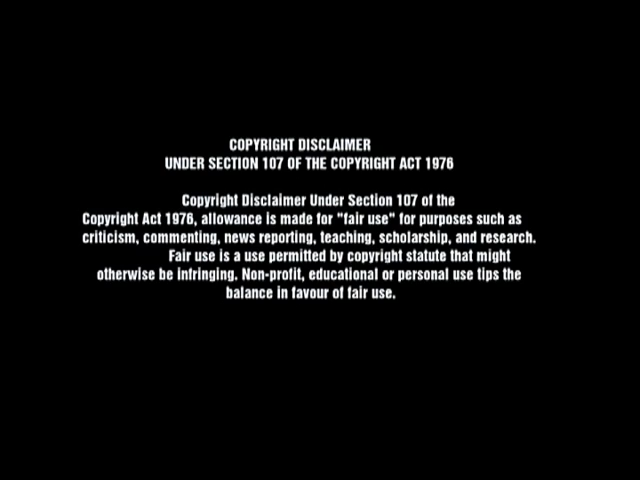 COPYRIGHT DISCLAIMER
UNDER SECTION 107 OF THE COPYRIGHT ACT 1976
Copyright Disclaimer Under Section 107 of the
Copyright Act 1976, allowance is made for "fair use" for purposes such as
criticism, commenting, news reporting, teaching, scholarship, and research.
Fair use is a use permitted by copyright statute that might
otherwise be infringing. Non-profit, educational or personal use tips the
balance in favour of fair use.